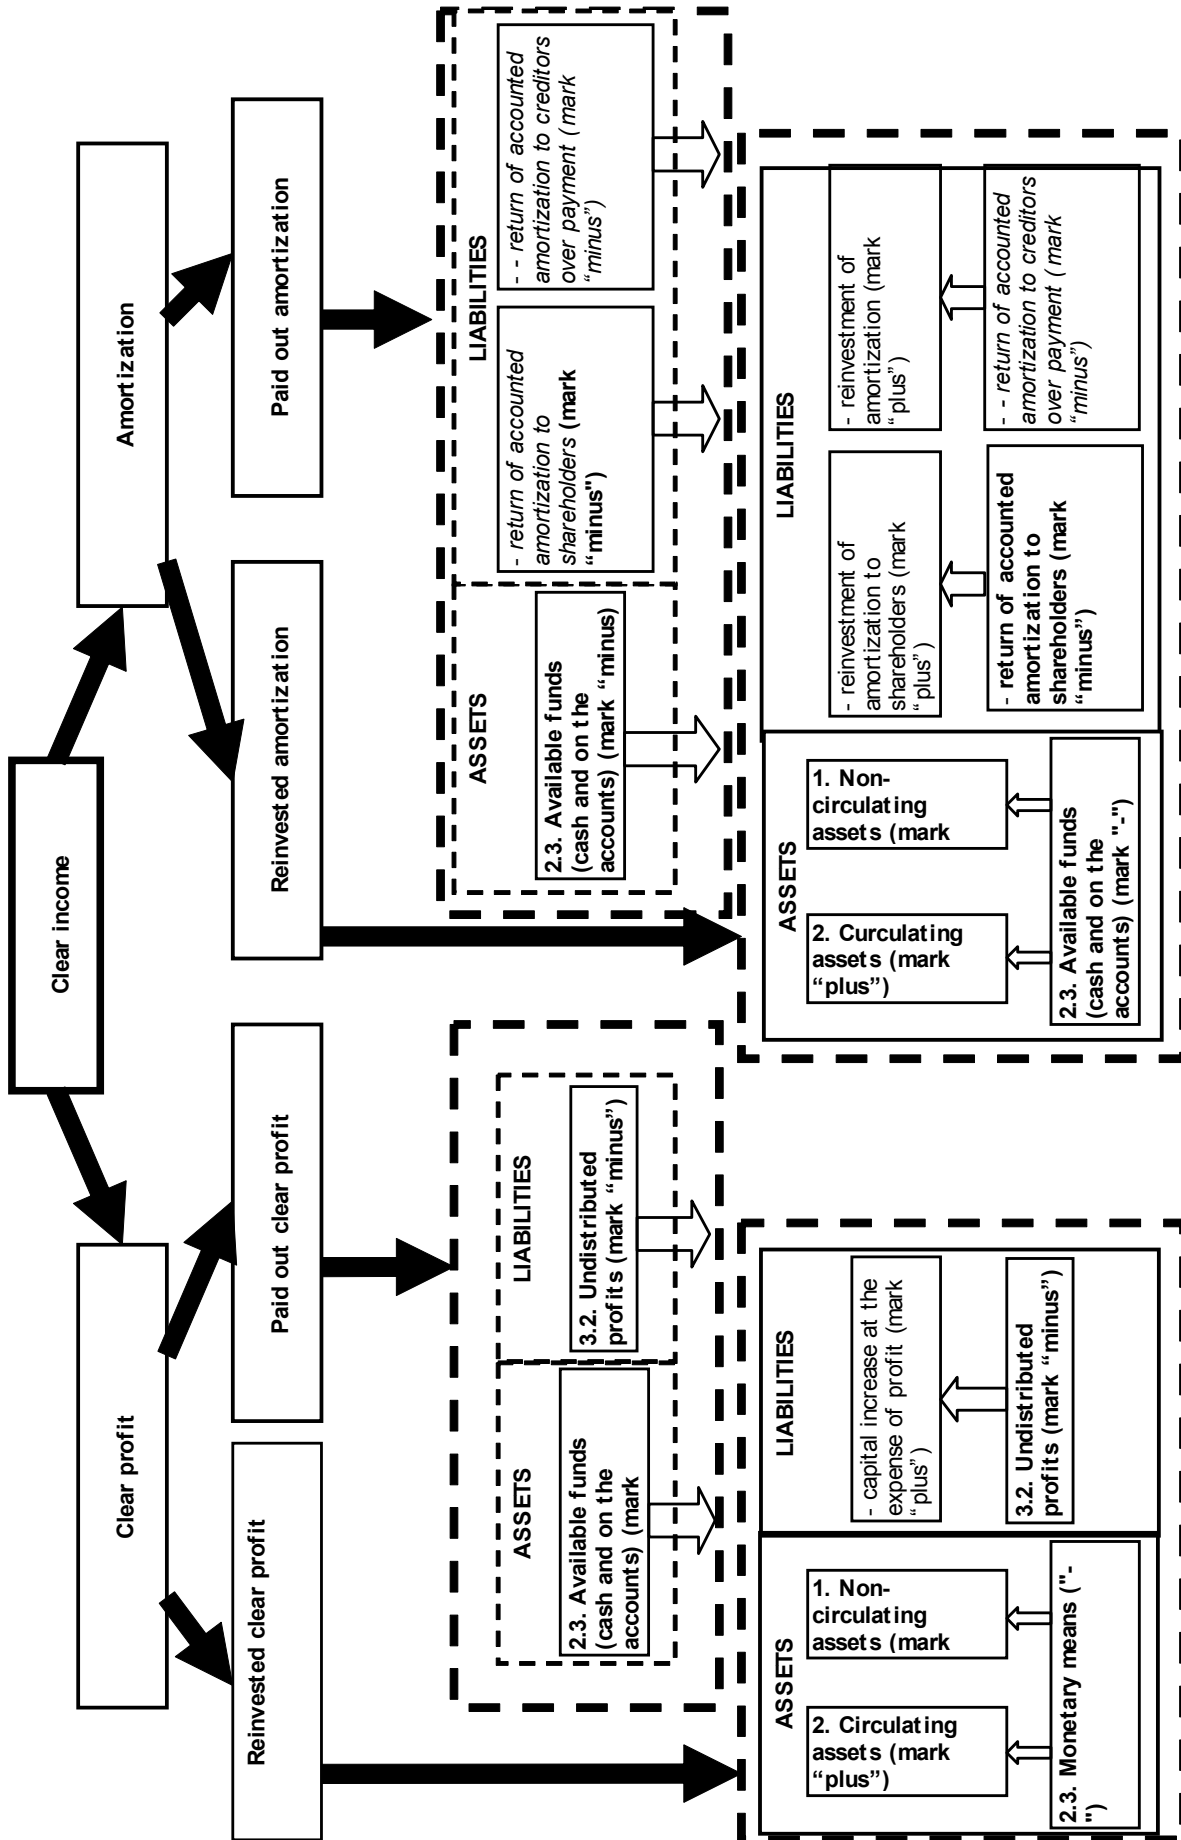 Clear income
Clear profit
Amortization
Reinvested clear profit
Paid out clear profit
Reinvested amortization
Paid out amortization
ASSETS
2.3. Available funds
(cash and on the
accounts) (mark
LIABILITIES
3.2. Undistributed
profits (mark “minus”)
ASSETS
2.3. Available funds
(cash and on the
accounts) (mark “minus)
LIABILITIES
- return of accounted
amortization to
shareholders (mark
“minus")
- - return of accounted
amortization to creditors
over payment (mark
“minus”)
ASSETS
2. Circulating
assets (mark
“plus”)
1. Non-
circulating
assets (mark
2.3. Monetary means ("-
")
LIABILITIES
- capital increase at the
expense of profit (mark
“plus”)
3.2. Undistributed
profits (mark “minus”)
ASSETS
2. Curculating
assets (mark
“plus”)
1. Non-
circulating
assets (mark
2.3. Available funds
(cash and on the
accounts) (mark "-")
LIABILITIES
- reinvestment of
amortization to
shareholders (mark
“plus”)
- reinvestment of
amortization (mark
“plus”)
- return of accounted
amortization to
shareholders (mark
“minus”)
- - return of accounted
amortization to creditors
over payment (mark
“minus”)